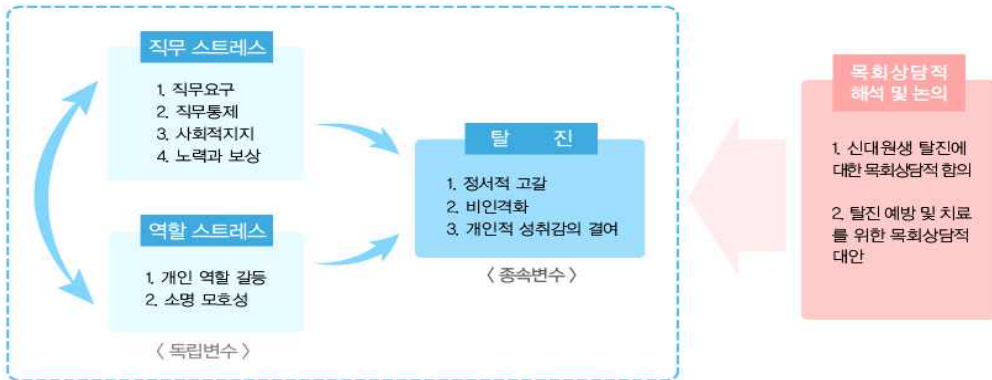 직무 스트레스
1. 직무요구
2. 직무통제
3. 사회적지지
4. 노력과 보상
역할 스트레스
1. 개인 역할 갈등
2. 소명 모호성
〈 독립변수 〉
탈 진
1. 정서적 고갈
2. 비인격화
3. 개인적 성취감의 결여
〈 종속변수 〉
목회상담적
해석 및 논의
1. 신대원생 탈진에
대한 목회상담적 함의
2. 탈진 예방 및 치료
를 위한 목회상담적
대안